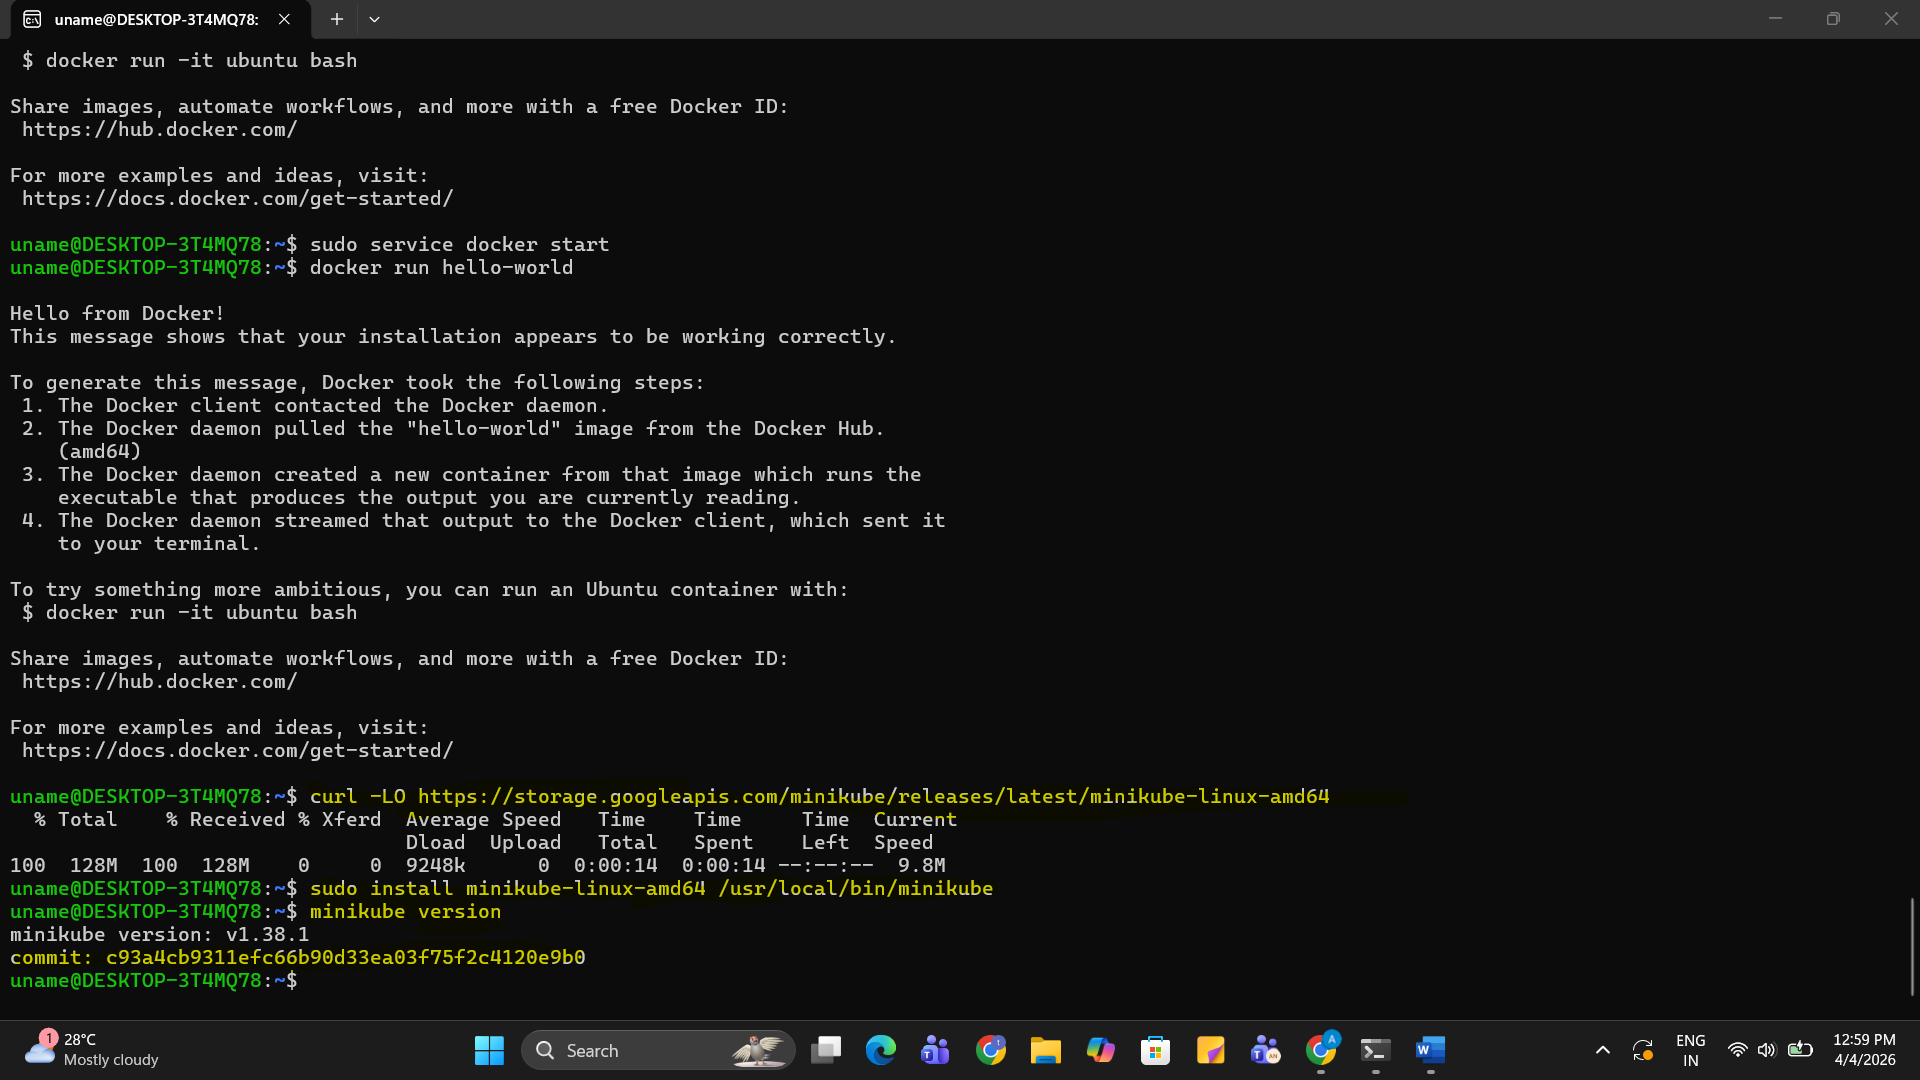 uname@DESKTOP-3T4MQ78:
$ docker run -it ubuntu bash
Share images, automate workflows, and more with a free Docker ID:
https://hub.docker.com/
For more examples and ideas, visit:
https://docs.docker.com/get-started/
uname@DESKTOP-3T4MQ78:~$ sudo service docker start
uname@DESKTOP-3T4MQ78:~$ docker run hello-world
Hello from Docker!
This message shows that your installation appears to be working correctly.
To generate this message, Docker took the following steps:
1. The Docker client contacted the Docker daemon.
2. The Docker daemon pulled the "hello-world" image from the Docker Hub.
(amd64)
3. The Docker daemon created a new container from that image which runs the
executable that produces the output you are currently reading.
4. The Docker daemon streamed that output to the Docker client, which sent it
to your terminal.
To try something more ambitious, you can run an Ubuntu container with:
$ docker run -it ubuntu bash
Share images, automate workflows, and more with a free Docker ID:
https://hub.docker.com/
For more examples and ideas, visit:
https://docs.docker.com/get-started/
uname@DESKTOP-3T4MQ78:~$ curl -LO https://storage.googleapis.com/minikube/releases/latest/minikube-linux-amd64
% Total    % Received % Xferd  Average Speed   Time    Time     Time  Current
Dload  Upload   Total   Spent    Left  Speed
100  128M  100  128M    0     0  9248k      0  0:00:14  0:00:14 --:--:--  9.8M
uname@DESKTOP-3T4MQ78:~$ sudo install minikube-linux-amd64 /usr/local/bin/minikube
uname@DESKTOP-3T4MQ78:~$ minikube version
minikube version: v1.38.1
commit: c93a4cb9311efc66b90d33ea03f75f2c4120e9b0
uname@DESKTOP-3T4MQ78:~$
1
28°C
Mostly cloudy
Search
ENG
IN
12:59 PM
4/4/2026